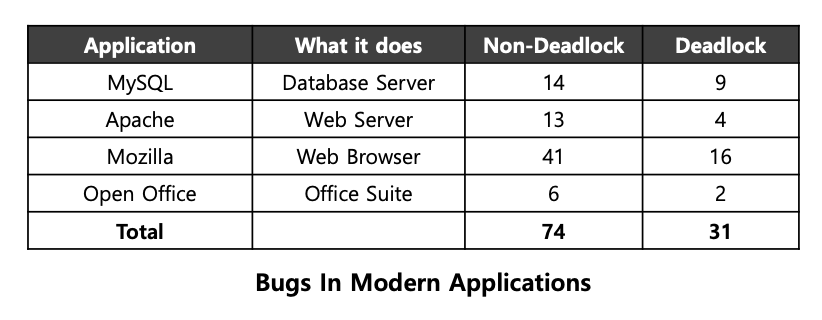 Application What it does Non-Deadlock Deadlock
MySQL Database Server 14 9
Apache Web Server 13 4
Mozilla Web Browser 41 16
Open Office Office Suite 6 2
Total 74 31
Bugs In Modern Applications